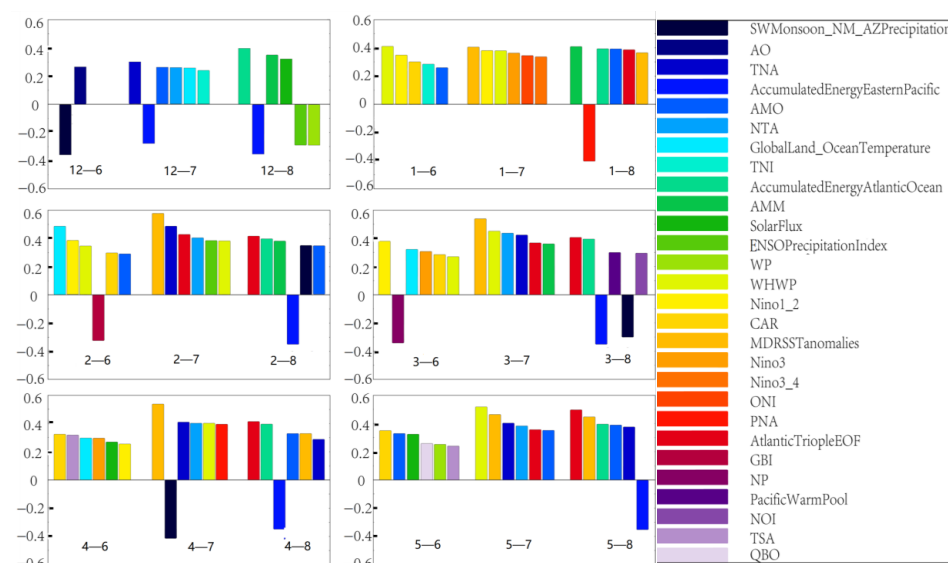 0.6
0.4
0.2
0
−0.2
−0.4
−0.6
12—6
12—7
12—8
0.6
0.4
0.2
0
−0.2
−0.4
−0.6
1—6
1—7
1—8
0.6
0.4
0.2
0
−0.2
−0.4
−0.6
2—6
2—7
2—8
0.6
0.4
0.2
0
−0.2
−0.4
−0.6
3—6
3—7
3—8
0.6
0.4
0.2
0
−0.2
−0.4
−0.6
4—6
4—7
4—8
0.6
0.4
0.2
0
−0.2
−0.4
−0.6
5—6
5—7
5—8
SWMonsoon_NM_AZPrecipitation
AO
TNA
AccumulatedEnergyEasternPacific
AMO
NTA
GlobalLand_OceanTemperature
TNI
AccumulatedEnergyAtlanticOcean
AMM
SolarFlux
ENSOPrecipitationIndex
WP
WHWP
Nino1_2
CAR
MDRSSTanomalies
Nino3
Nino3_4
ONI
PNA
AtlanticTriopleEOF
GBI
NP
PacificWarmPool
NOI
TSA
QBO